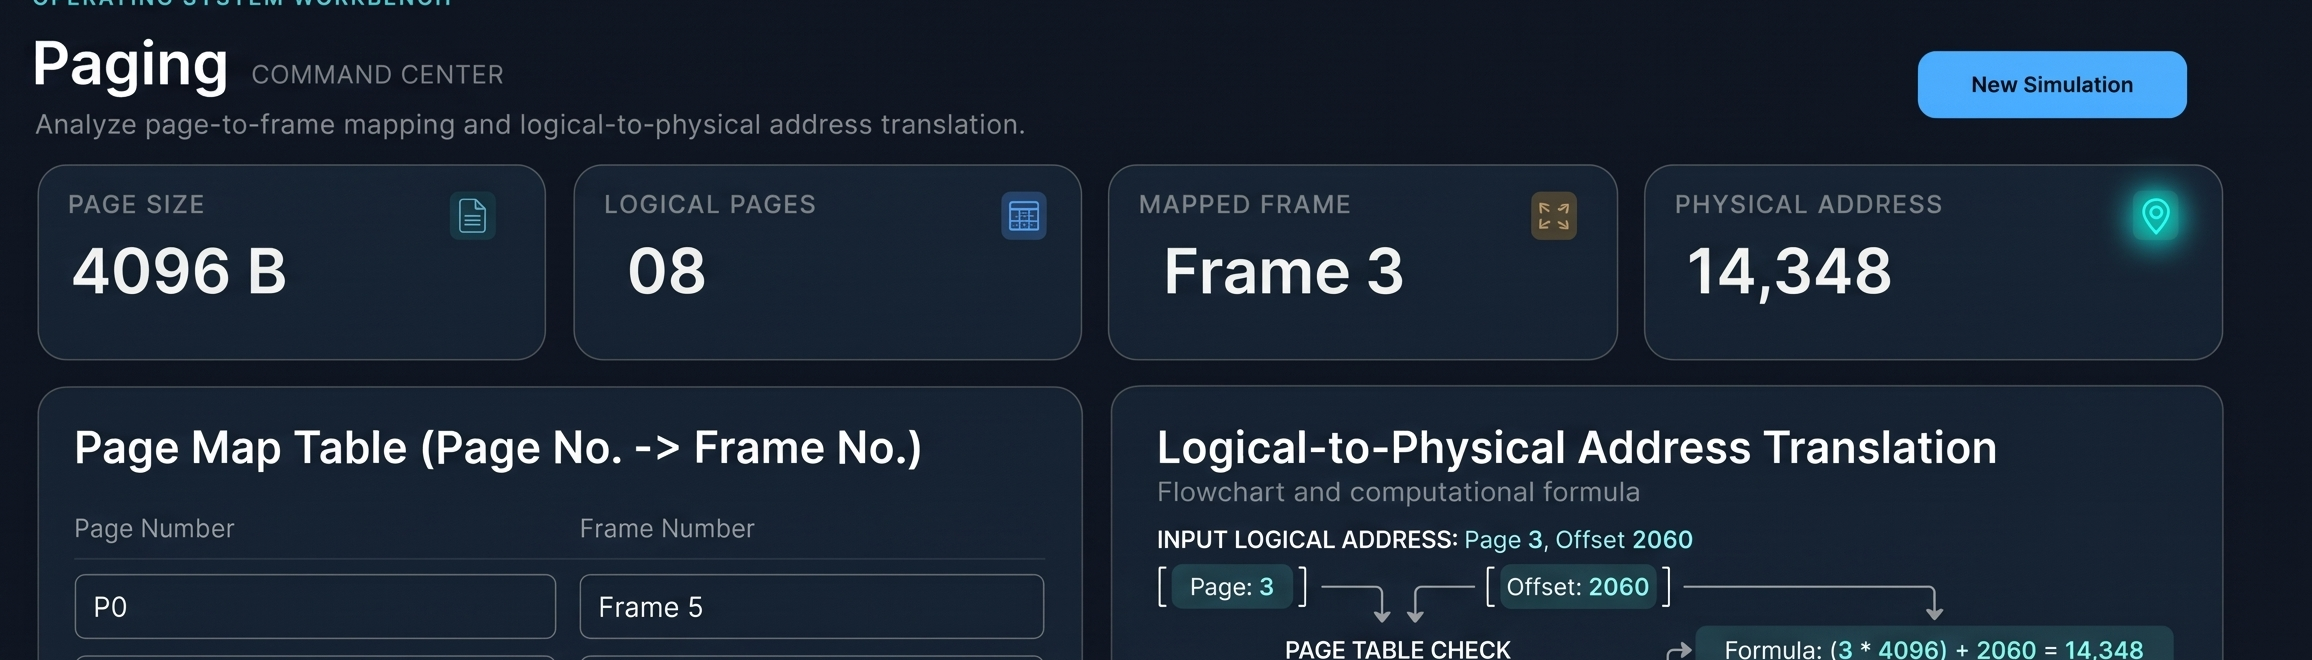 OPERATING SYSTEM WORKBENCH
Paging COMMAND CENTER
New Simulation
Analyze page-to-frame mapping and logical-to-physical address translation.
PAGE SIZE
4096 B
LOGICAL PAGES
08
MAPPED FRAME
Frame 3
PHYSICAL ADDRESS
14,348
Page Map Table (Page No. -> Frame No.)
Page Number Frame Number
P0 Frame 5
Logical-to-Physical Address Translation
Flowchart and computational formula
INPUT LOGICAL ADDRESS: Page 3, Offset 2060
[ Page: 3 ] [ Offset: 2060 ]
PAGE TABLE CHECK
Formula: (3 * 4096) + 2060 = 14,348